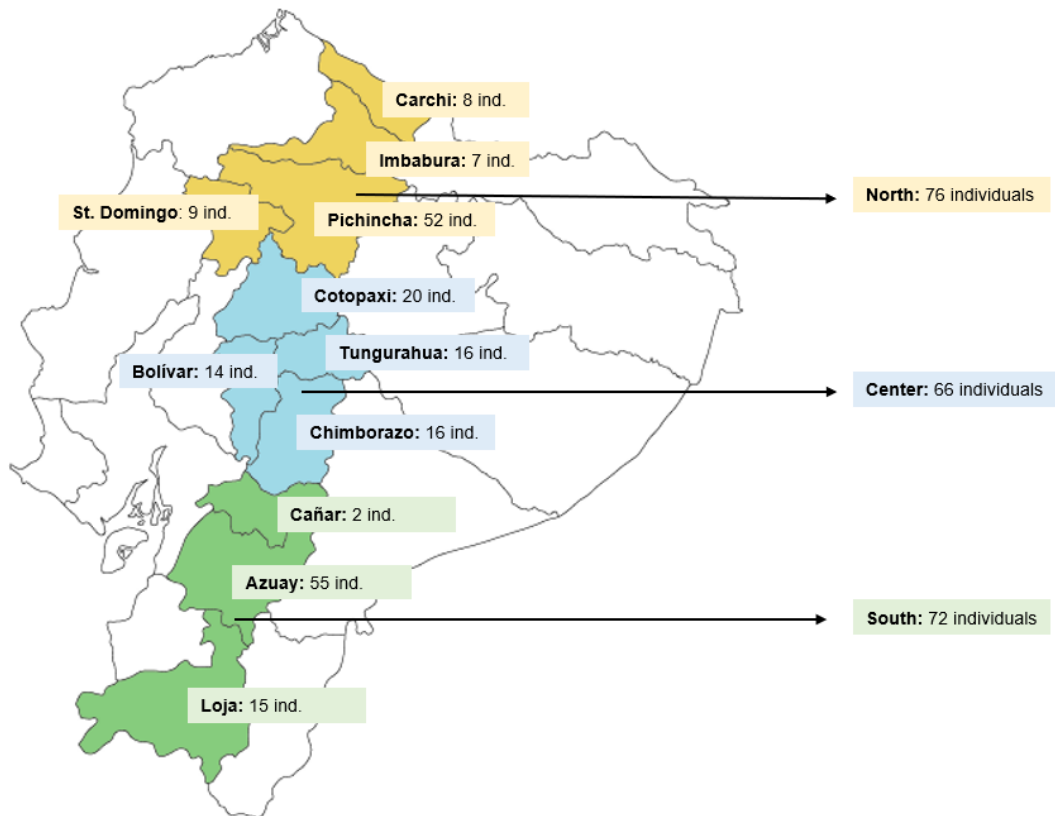 Carchi: 8 ind.
Imbabura: 7 ind.
North: 76 individuals
St. Domingo: 9 ind.
Pichincha: 52 ind.
Cotopaxi: 20 ind.
Tungurahua: 16 ind.
Bolívar: 14 ind.
Center: 66 individuals
Chimborazo: 16 ind.
Cañar: 2 ind.
Azuay: 55 ind.
South: 72 individuals
Loja: 15 ind.